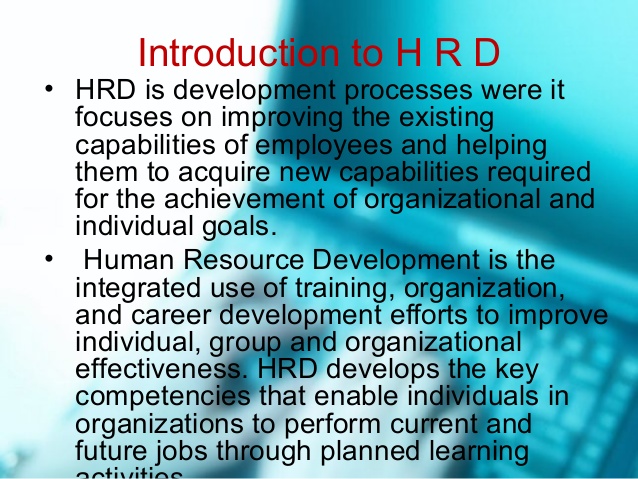 Introduction to H R D
• HRD is development processes were it
focuses on improving the existing
capabilities of employees and helping
them to acquire new capabilities required
for the achievement of organizational and
individual goals.
• Human Resource Development is the
integrated use of training, organization,
and career development efforts to improve
individual, group and organizational
effectiveness. HRD develops the key
competencies that enable individuals in
organizations to perform current and
future jobs through planned learning
activities